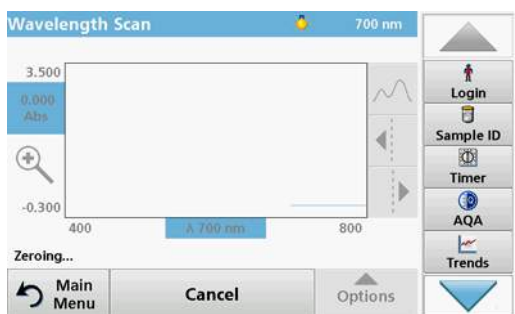 Wavelength Scan 700 nm
3.500
0.000
Abs
-0.300
400 λ 700 nm 800
Zeroing...
Main
Menu
Cancel
Options
Login
Sample ID
Timer
AQA
Trends